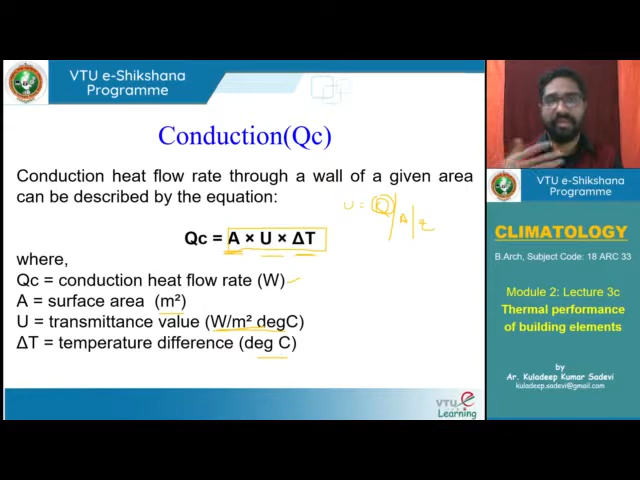 VTU e-Shikshana
Programme
Conduction(Qc)
Conduction heat flow rate through a wall of a given area
can be described by the equation:
U = Q/A/t
Qc = A × U × ΔT
where,
Qc = conduction heat flow rate (W)
A = surface area (m²)
U = transmittance value (W/m² degC)
ΔT = temperature difference (deg C)
VTU e
Learning
VTU e-Shikshana
Programme
CLIMATOLOGY
B.Arch, Subject Code: 18 ARC 33
Module 2: Lecture 3c
Thermal performance
of building elements
by
Ar. Kuladeep Kumar Sadevi
kuladeep.sadevi@gmail.com